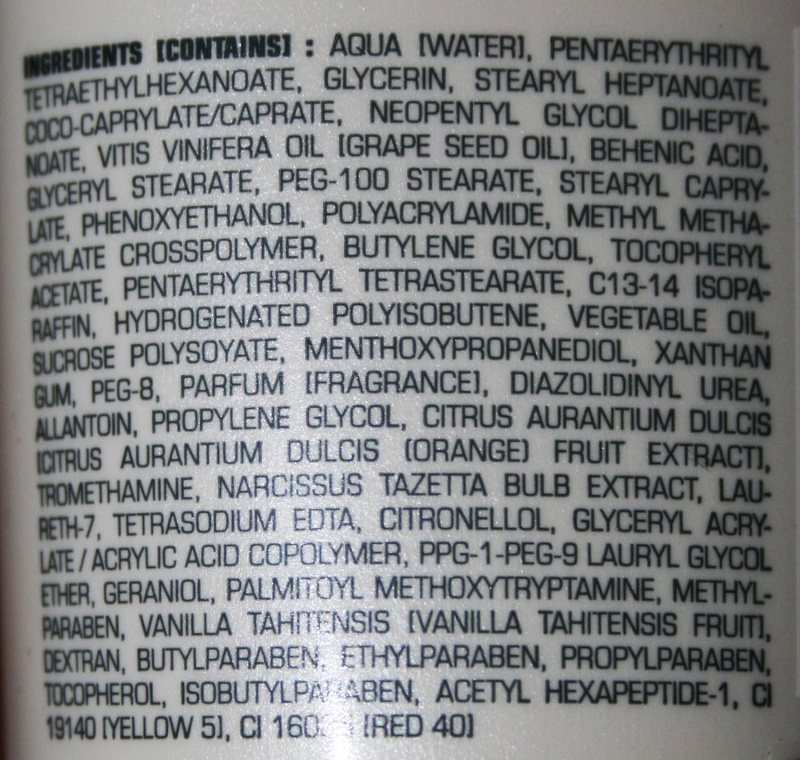 INGREDIENTS [CONTAINS] : AQUA [WATER], PENTAERYTHRITYL
TETRAETHYLHEXANOATE, GLYCERIN, STEARYL HEPTANOATE,
COCO-CAPRYLATE/CAPRATE, NEOPENTYL GLYCOL DIHEPTA-
NOATE, VITIS VINIFERA OIL [GRAPE SEED OIL], BEHENIC ACID,
GLYCERYL STEARATE, PEG-100 STEARATE, STEARYL CAPRY-
LATE, PHENOXYETHANOL, POLYACRYLAMIDE, METHYL METHA-
CRYLATE CROSSPOLYMER, BUTYLENE GLYCOL, TOCOPHERYL
ACETATE, PENTAERYTHRITYL TETRASTEARATE, C13-14 ISOPA-
RAFFIN, HYDROGENATED POLYISOBUTENE, VEGETABLE OIL,
SUCROSE POLYSOYATE, MENTHOXYPROPANEDIOL, XANTHAN
GUM, PEG-8, PARFUM [FRAGRANCE], DIAZOLIDINYL UREA,
ALLANTOIN, PROPYLENE GLYCOL, CITRUS AURANTIUM DULCIS
[CITRUS AURANTIUM DULCIS (ORANGE) FRUIT EXTRACT],
TROMETHAMINE, NARCISSUS TAZETTA BULB EXTRACT, LAU-
RETH-7, TETRASODIUM EDTA, CITRONELLOL, GLYCERYL ACRY-
LATE / ACRYLIC ACID COPOLYMER, PPG-1-PEG-9 LAURYL GLYCOL
ETHER, GERANIOL, PALMITOYL METHOXYTRYPTAMINE, METHYL-
PARABEN, VANILLA TAHITENSIS [VANILLA TAHITENSIS FRUIT],
DEXTRAN, BUTYLPARABEN, ETHYLPARABEN, PROPYLPARABEN,
TOCOPHEROL, ISOBUTYLPARABEN, ACETYL HEXAPEPTIDE-1, CI
19140 [YELLOW 5], CI [RED 40]